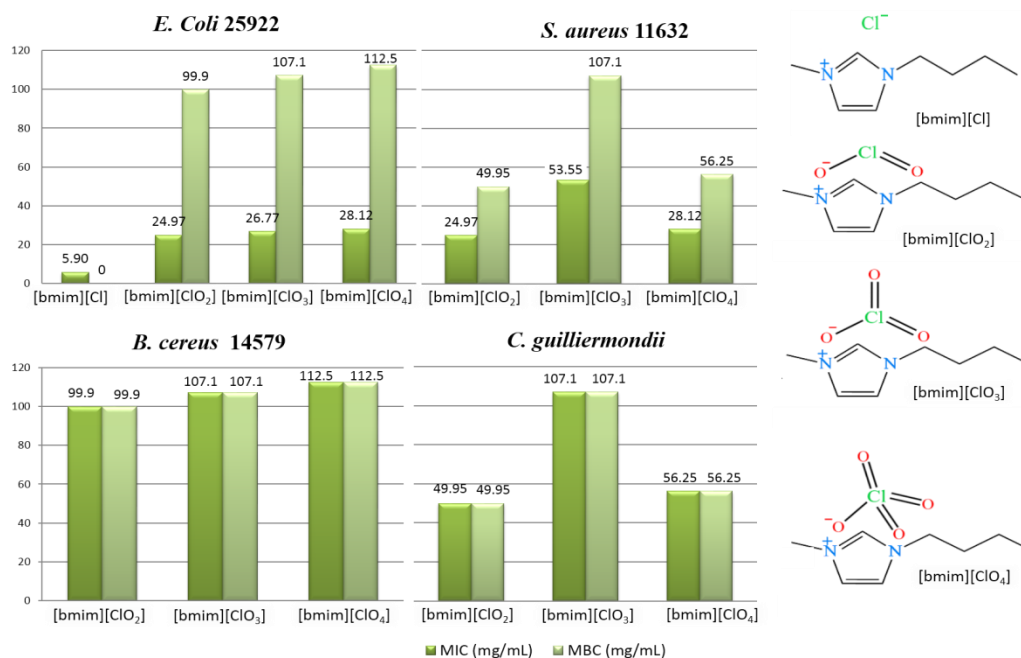 E. Coli 25922
120
100
80
60
40
20
0
5.90
0
24.97
99.9
26.77
107.1
28.12
112.5
[bmim][Cl]
[bmim][ClO₂]
[bmim][ClO₃]
[bmim][ClO₄]
S. aureus 11632
24.97
49.95
53.55
107.1
28.12
56.25
[bmim][ClO₂]
[bmim][ClO₃]
[bmim][ClO₄]
B. cereus 14579
120
100
80
60
40
20
0
99.9
99.9
107.1
107.1
112.5
112.5
[bmim][ClO₂]
[bmim][ClO₃]
[bmim][ClO₄]
C. guilliermondii
49.95
49.95
107.1
107.1
56.25
56.25
[bmim][ClO₂]
[bmim][ClO₃]
[bmim][ClO₄]
MIC (mg/mL)
MBC (mg/mL)
Cl⁻
N⁺
N
[bmim][Cl]
O⁻
Cl
O
N⁺
N
[bmim][ClO₂]
O
O⁻
Cl
O
N⁺
N
[bmim][ClO₃]
O
Cl
O
O⁻
O
N⁺
N
[bmim][ClO₄]